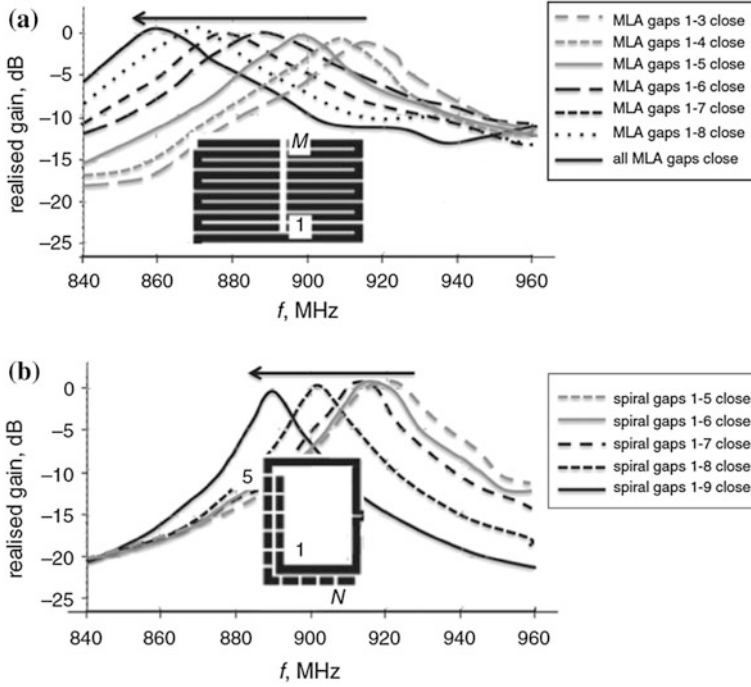 (a)
0
−5
−10
−15
−20
−25
realised gain, dB
M
1
840 860 880 900 920 940 960
f, MHz
MLA gaps 1-3 close
MLA gaps 1-4 close
MLA gaps 1-5 close
MLA gaps 1-6 close
MLA gaps 1-7 close
MLA gaps 1-8 close
all MLA gaps close
(b)
0
−5
−10
−15
−20
−25
realised gain, dB
5
1
N
840 860 880 900 920 940 960
f, MHz
spiral gaps 1-5 close
spiral gaps 1-6 close
spiral gaps 1-7 close
spiral gaps 1-8 close
spiral gaps 1-9 close